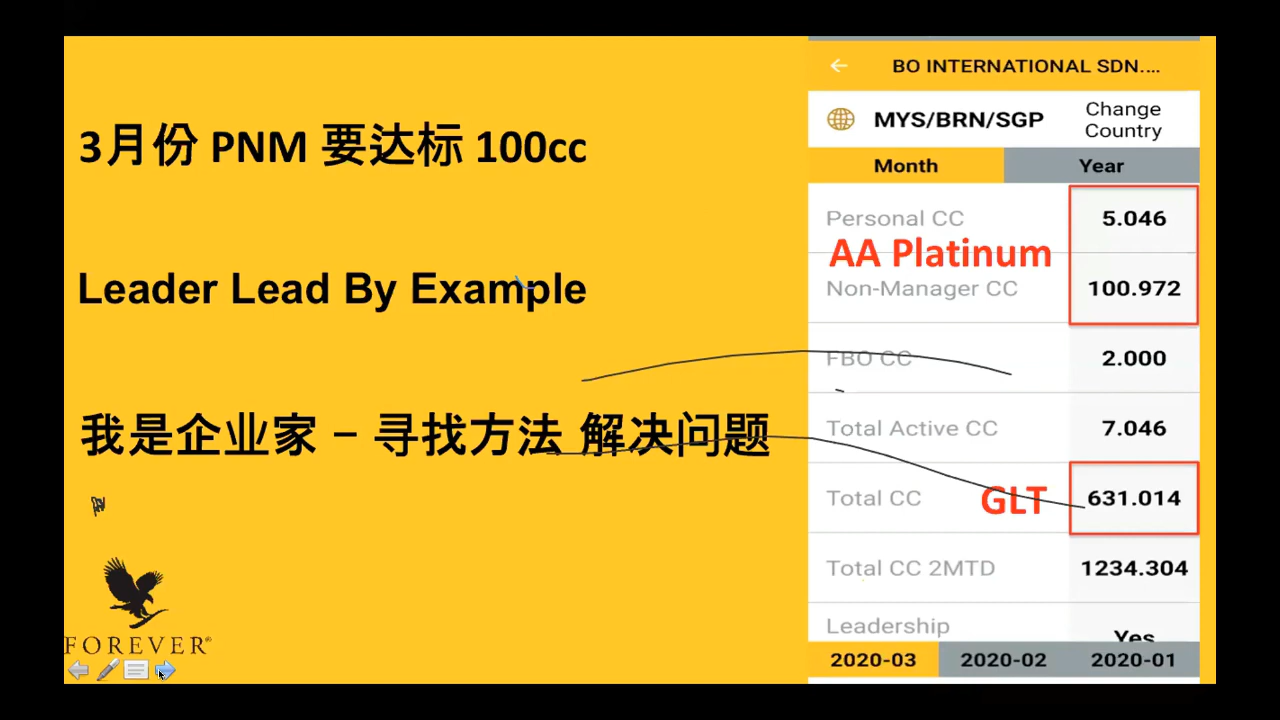 3月份 PNM 要达标 100cc
Leader Lead By Example
我是企业家 – 寻找方法 解决问题
FOREVER®
BO INTERNATIONAL SDN....
MYS/BRN/SGP
Change Country
Month
Year
Personal CC 5.046
AA Platinum
Non-Manager CC 100.972
FBO CC 2.000
Total Active CC 7.046
Total CC GLT 631.014
Total CC 2MTD 1234.304
Leadership Yes
2020-03 2020-02 2020-01